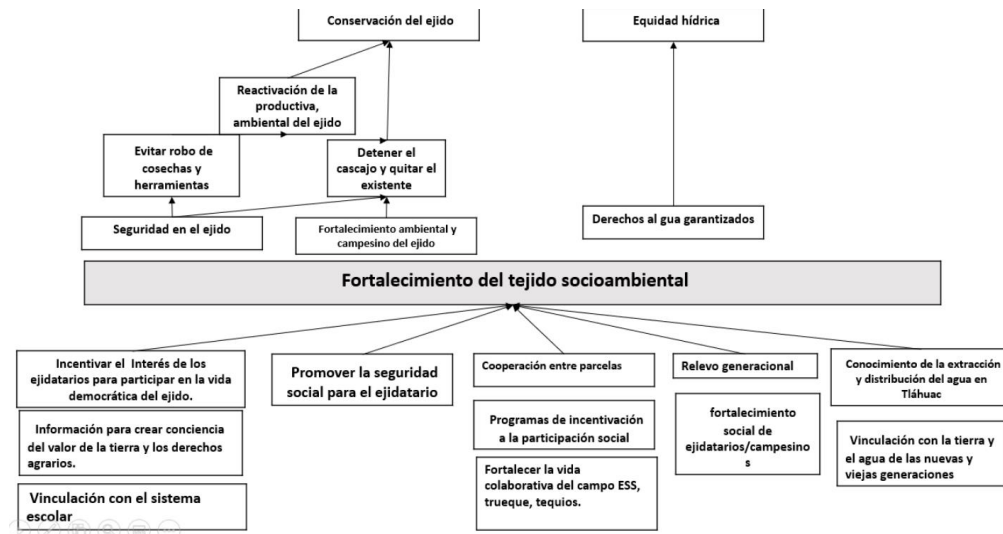 Conservación del ejido
Equidad hídrica
Reactivación de la
productiva,
ambiental del ejido
Evitar robo de
cosechas y
herramientas
Detener el
cascajo y quitar el
existente
Seguridad en el ejido
Fortalecimiento ambiental y
campesino del ejido
Derechos al gua garantizados
Fortalecimiento del tejido socioambiental
Incentivar el Interés de los
ejidatarios para participar en la vida
democrática del ejido.
Promover la seguridad
social para el ejidatario
Cooperación entre parcelas
Relevo generacional
Conocimiento de la extracción
y distribución del agua en
Tláhuac
Información para crear conciencia
del valor de la tierra y los derechos
agrarios.
Programas de incentivación
a la participación social
fortalecimiento
social de
ejidatarios/campesino
s
Vinculación con la tierra y
el agua de las nuevas y
viejas generaciones
Vinculación con el sistema
escolar
Fortalecer la vida
colaborativa del campo ESS,
trueque, tequios.